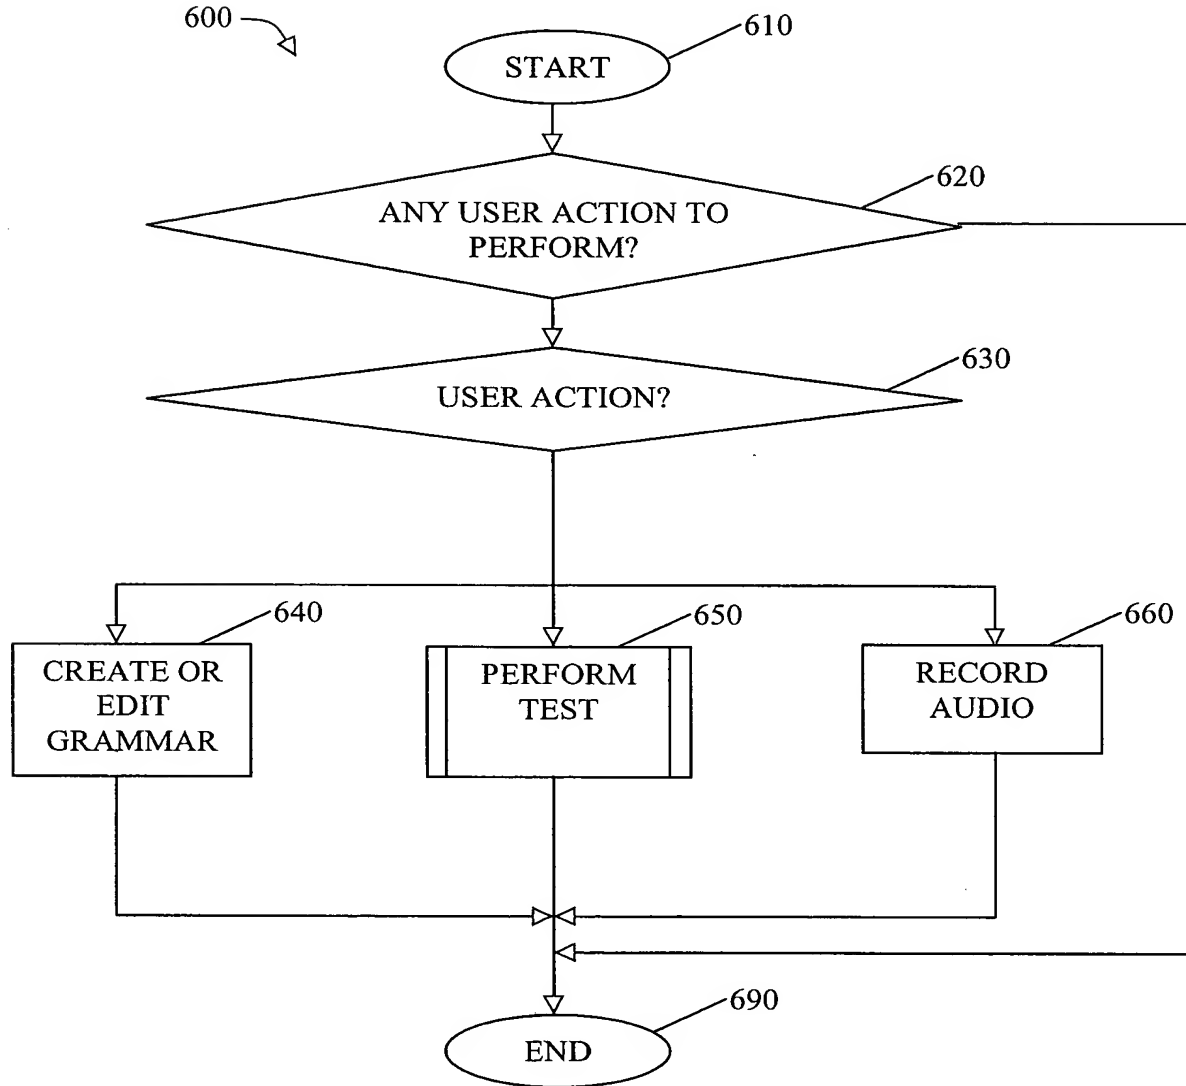 600
610
START
620
ANY USER ACTION TO
PERFORM?
630
USER ACTION?
640
CREATE OR
EDIT
GRAMMAR
650
PERFORM
TEST
660
RECORD
AUDIO
690
END